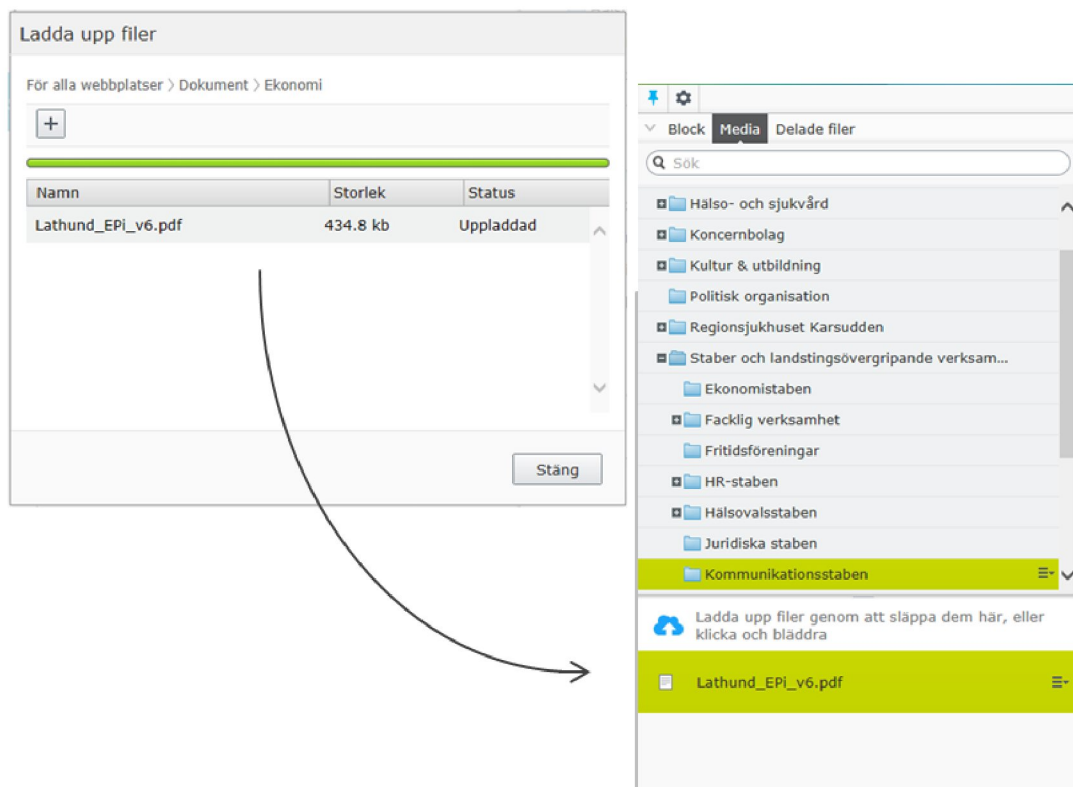 Ladda upp filer
För alla webbplatser > Dokument > Ekonomi
Namn Storlek Status
Lathund_EPi_v6.pdf 434.8 kb Uppladdad
Stäng
Block Media Delade filer
Sök
Hälso- och sjukvård
Koncernbolag
Kultur & utbildning
Politisk organisation
Regionsjukhuset Karsudden
Staber och landstingsövergripande verksam...
Ekonomistaben
Facklig verksamhet
Fritidsföreningar
HR-staben
Hälsovalsstaben
Juridiska staben
Kommunikationsstaben
Ladda upp filer genom att släppa dem här, eller
klicka och bläddra
Lathund_EPi_v6.pdf